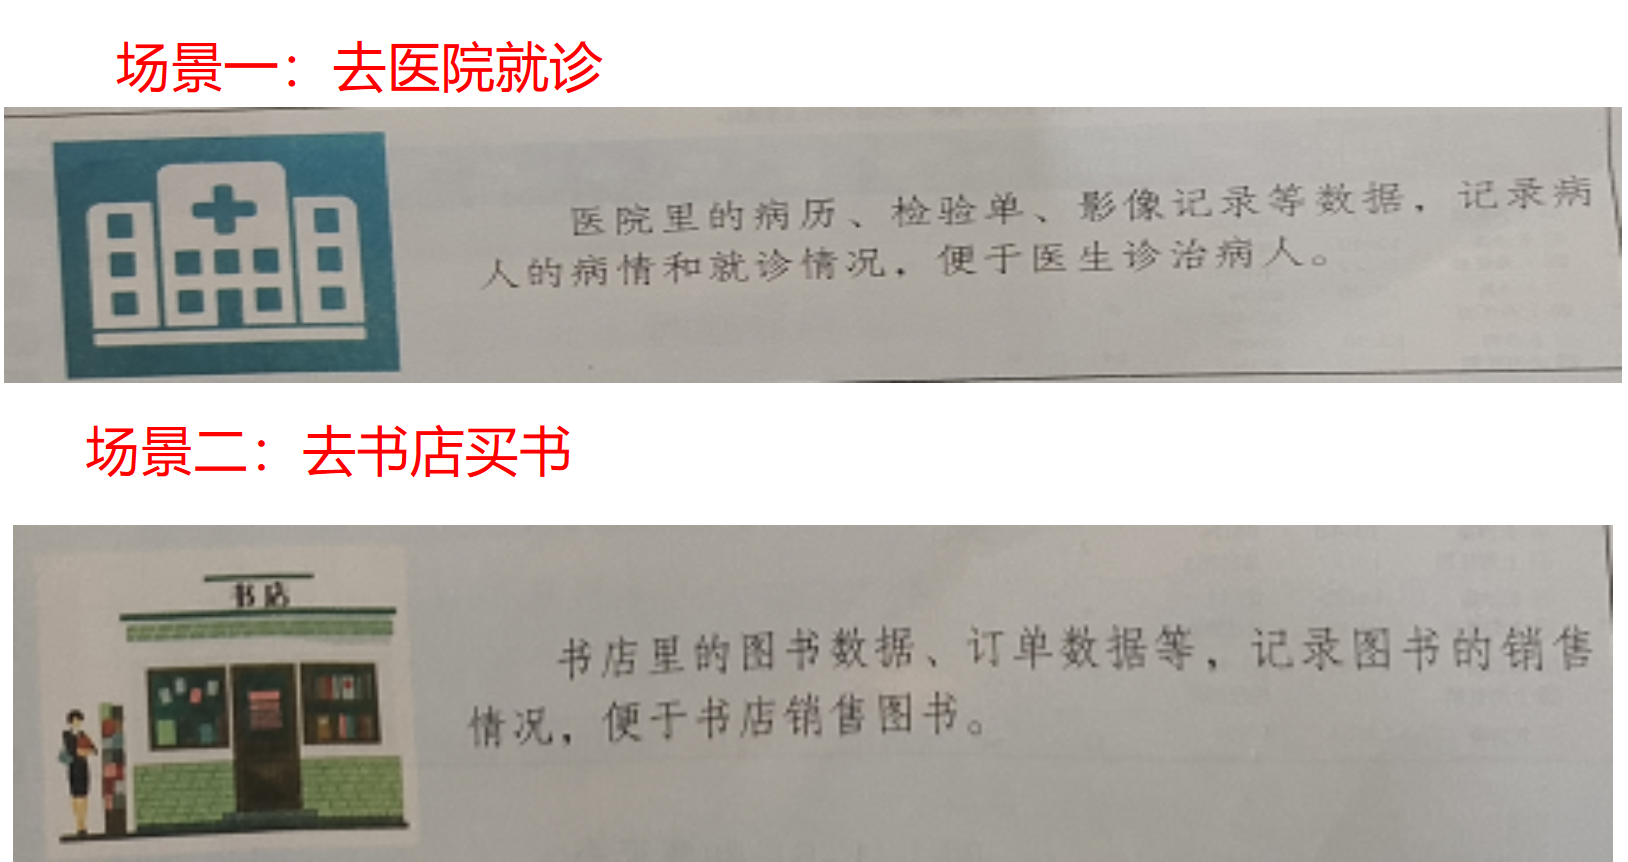 场景一：去医院就诊
医院里的病历、检验单、影像记录等数据，记录病
人的病情和就诊情况，便于医生诊治病人。
场景二：去书店买书
书店
书店里的图书数据、订单数据等，记录图书的销售
情况，便于书店销售图书。